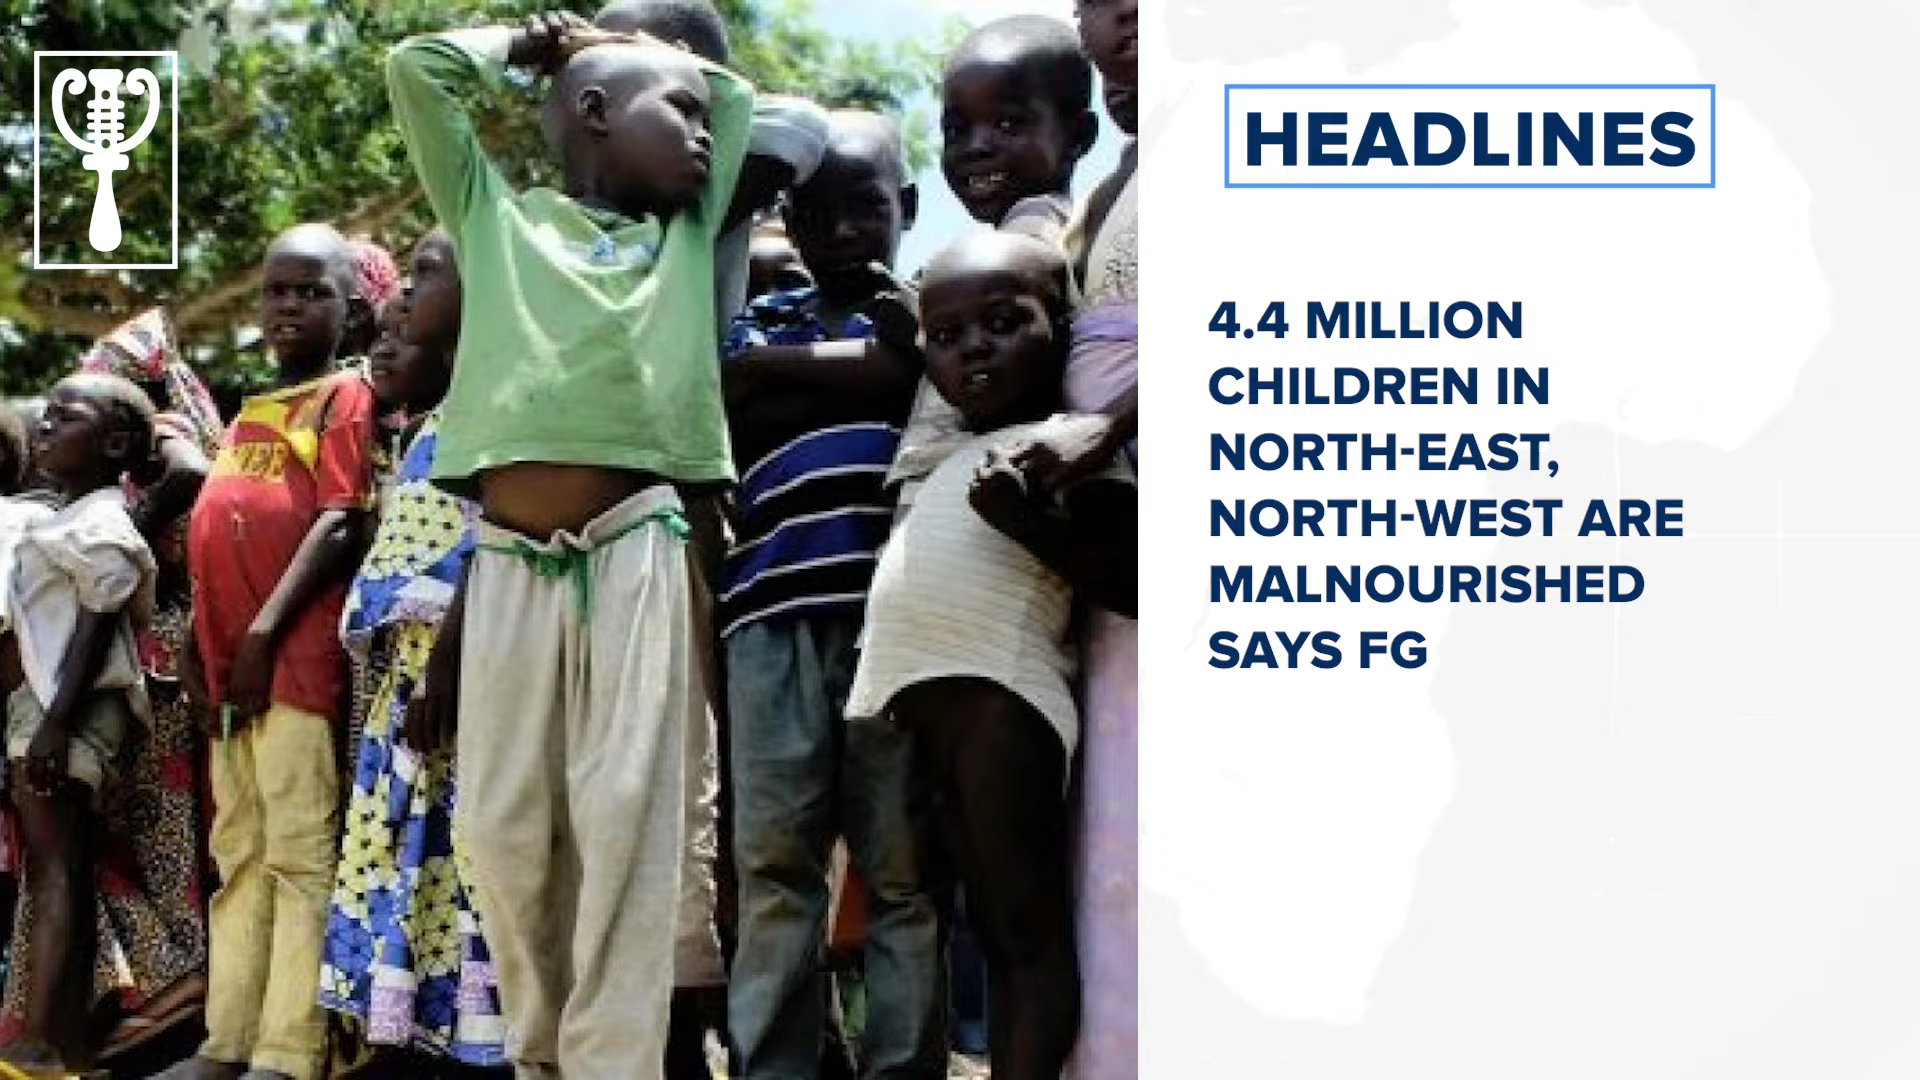 HEADLINES
4.4 MILLION
CHILDREN IN
NORTH-EAST,
NORTH-WEST ARE
MALNOURISHED
SAYS FG